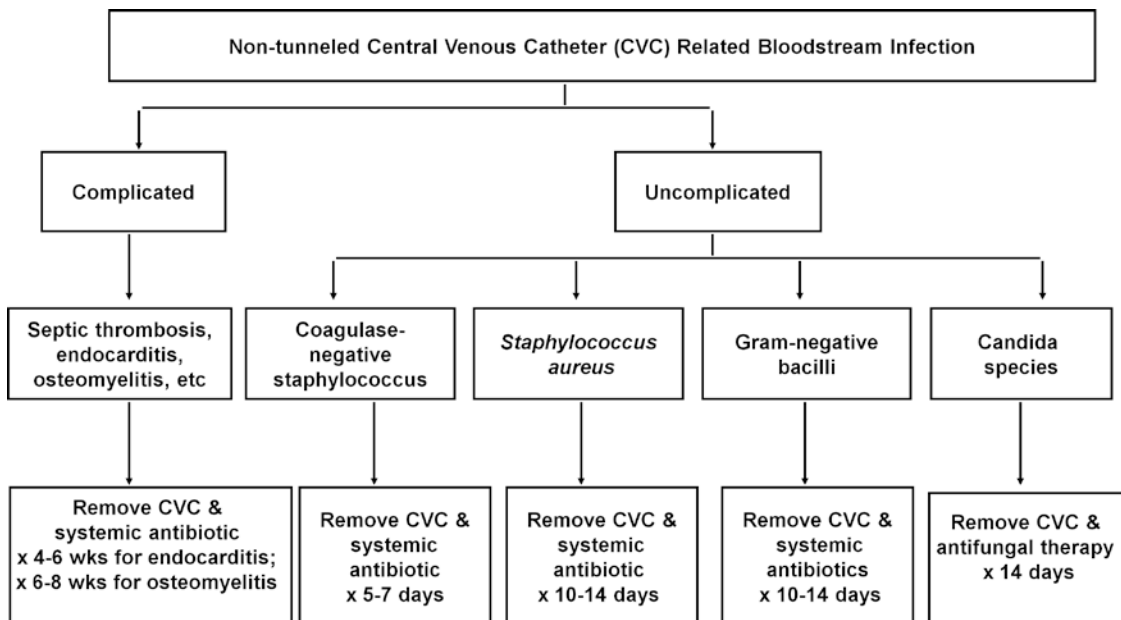 Non-tunneled Central Venous Catheter (CVC) Related Bloodstream Infection
Complicated
Uncomplicated
Septic thrombosis,
endocarditis,
osteomyelitis, etc
Coagulase-
negative
staphylococcus
Staphylococcus
aureus
Gram-negative
bacilli
Candida
species
Remove CVC &
systemic antibiotic
x 4-6 wks for endocarditis;
x 6-8 wks for osteomyelitis
Remove CVC &
systemic
antibiotic
x 5-7 days
Remove CVC &
systemic
antibiotic
x 10-14 days
Remove CVC &
systemic
antibiotics
x 10-14 days
Remove CVC &
antifungal therapy
x 14 days